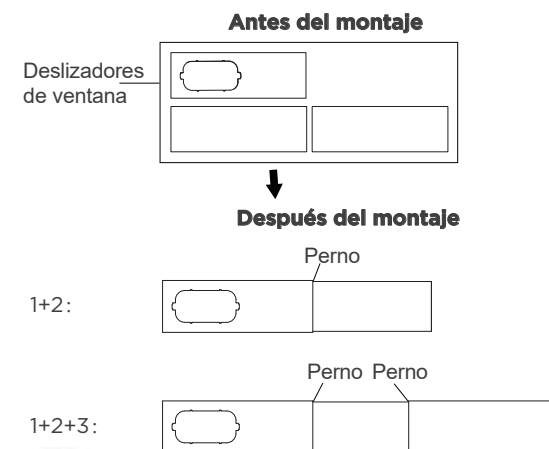 Antes del montaje
Deslizadores
de ventana
Después del montaje
Perno
1+2:
Perno Perno
1+2+3: